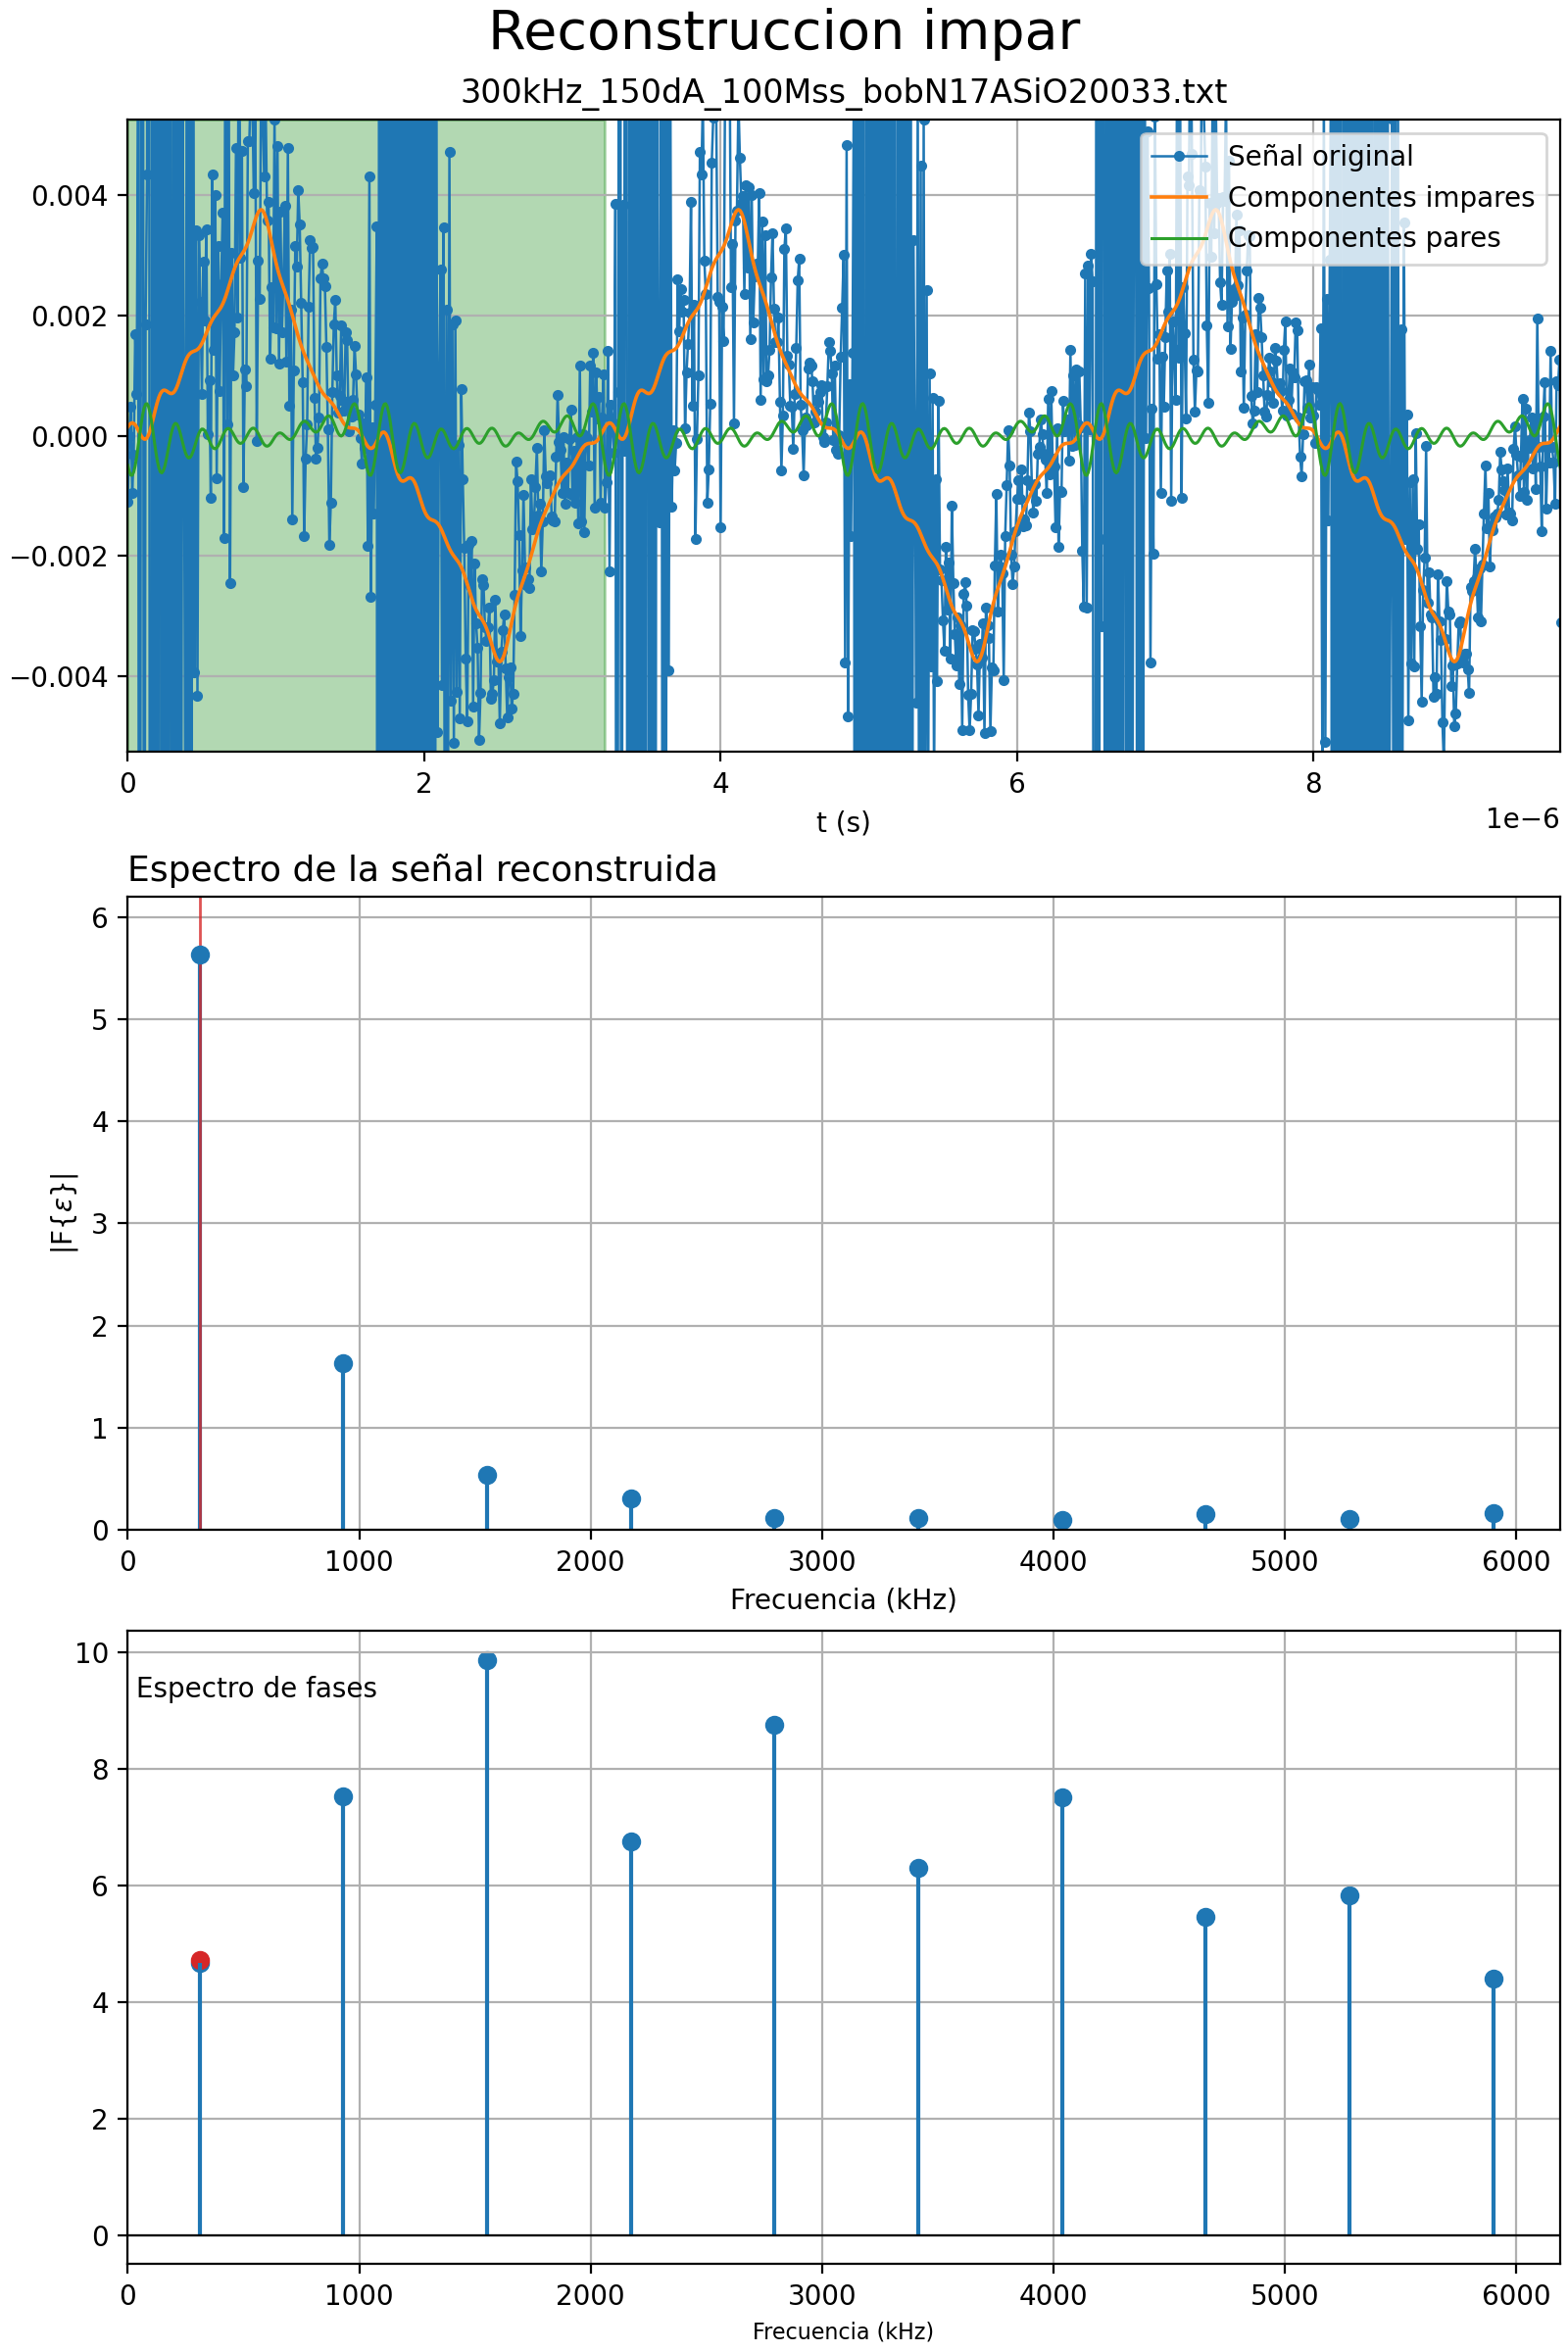 Reconstruccion impar
300kHz_150dA_100Mss_bobN17ASiO20033.txt
Señal original
Componentes impares
Componentes pares
0.004
0.002
0.000
−0.002
−0.004
0 2 4 6 8
1e−6
t (s)
Espectro de la señal reconstruida
6
5
4
3
2
1
0
|F{ε}|
0 1000 2000 3000 4000 5000 6000
Frecuencia (kHz)
10
8
6
4
2
0
Espectro de fases
0 1000 2000 3000 4000 5000 6000
Frecuencia (kHz)